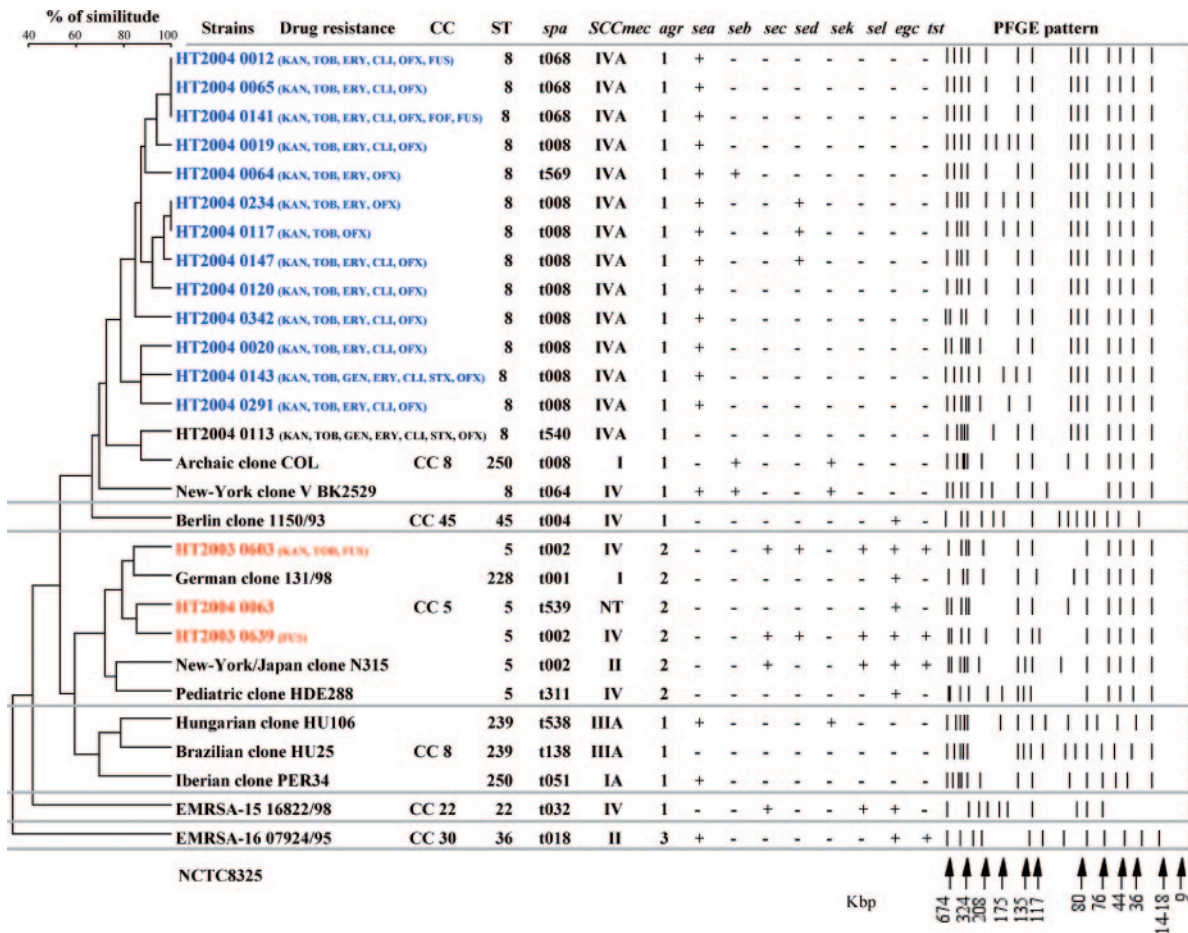 % of similitude
40 60 80 100 Strains Drug resistance CC ST spa SCCmec agr sea seb sec sed sek sel egc tst PFGE pattern
HT2004 0012 (KAN, TOB, ERY, CLI, OFX, FUS) 8 t068 IVA 1 + - - - - - - -
HT2004 0065 (KAN, TOB, ERY, CLI, OFX) 8 t068 IVA 1 + - - - - - - -
HT2004 0141 (KAN, TOB, ERY, CLI, OFX, FOF, FUS) 8 t068 IVA 1 + - - - - - - -
HT2004 0019 (KAN, TOB, ERY, CLI, OFX) 8 t008 IVA 1 + - - - - - - -
HT2004 0064 (KAN, TOB, ERY, OFX) 8 t569 IVA 1 + + - - - - - -
HT2004 0234 (KAN, TOB, ERY, OFX) 8 t008 IVA 1 + - - + - - - -
HT2004 0117 (KAN, TOB, OFX) 8 t008 IVA 1 + - - + - - - -
HT2004 0147 (KAN, TOB, ERY, CLI, OFX) 8 t008 IVA 1 + - - + - - - -
HT2004 0120 (KAN, TOB, ERY, CLI, OFX) 8 t008 IVA 1 + - - - - - - -
HT2004 0342 (KAN, TOB, ERY, CLI, OFX) 8 t008 IVA 1 + - - - - - - -
HT2004 0020 (KAN, TOB, ERY, CLI, OFX) 8 t008 IVA 1 + - - - - - - -
HT2004 0143 (KAN, TOB, GEN, ERY, CLI, STX, OFX) 8 t008 IVA 1 + - - - - - - -
HT2004 0291 (KAN, TOB, ERY, CLI, OFX) 8 t008 IVA 1 + - - - - - - -
HT2004 0113 (KAN, TOB, GEN, ERY, CLI, STX, OFX) 8 t540 IVA 1 - - - - - - - -
Archaic clone COL CC 8 250 t008 I 1 - + - - + - - -
New-York clone V BK2529 8 t064 IV 1 + + - - + - - -
Berlin clone 1150/93 CC 45 45 t004 IV 1 - - - - - - + -
HT2003 0603 (KAN, TOB, FUS) 5 t002 IV 2 - - + + - + + +
German clone 131/98 228 t001 I 2 - - - - - - + -
HT2004 0063 CC 5 5 t539 NT 2 - - - - - - + -
HT2003 0639 (FUS) 5 t002 IV 2 - - + + - + + +
New-York/Japan clone N315 5 t002 II 2 - - + - - + + +
Pediatric clone HDE288 5 t311 IV 2 - - - - - - + -
Hungarian clone HU106 239 t538 IIIA 1 + - - - + - - -
Brazilian clone HU25 CC 8 239 t138 IIIA 1 - - - - - - - -
Iberian clone PER34 250 t051 IA 1 + - - - - - - -
EMRSA-15 16822/98 CC 22 22 t032 IV 1 - - + - - + + -
EMRSA-16 07924/95 CC 30 36 t018 II 3 + - - - - - + +
NCTC8325
Kbp 674 324 208 175 135 117 80 76 44 36 14-18 9